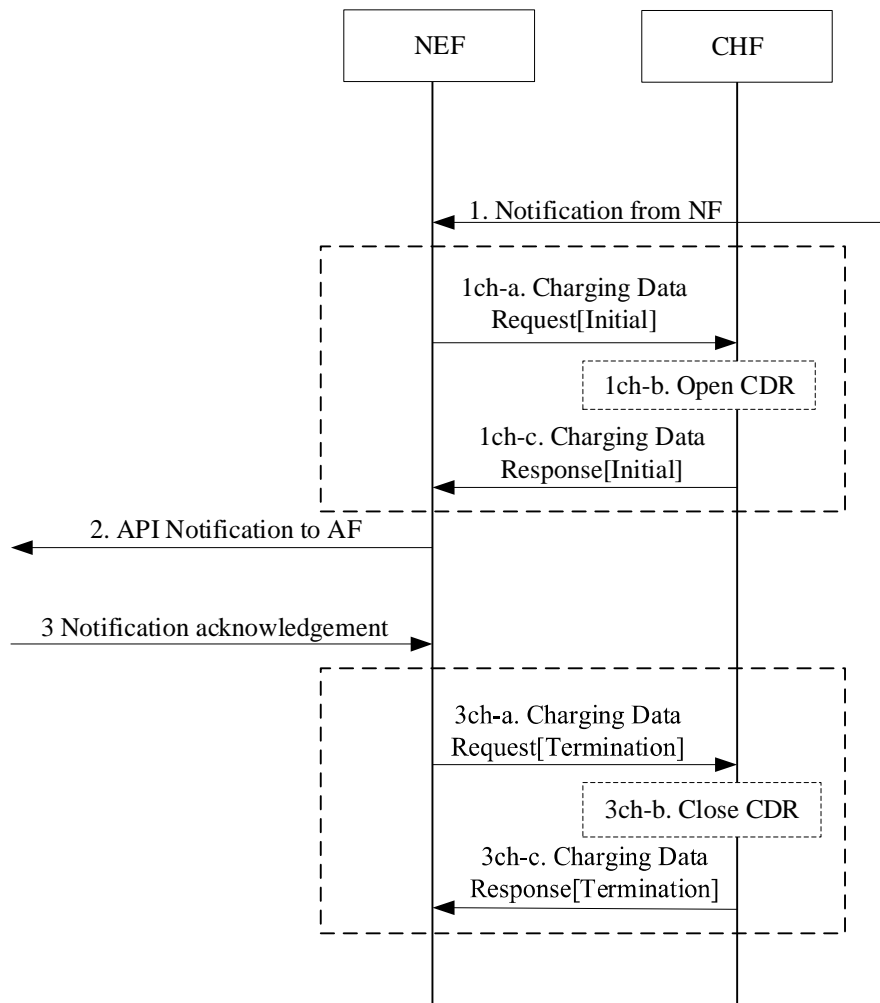 NEF
CHF
1. Notification from NF
1ch-a. Charging Data
Request[Initial]
1ch-b. Open CDR
1ch-c. Charging Data
Response[Initial]
2. API Notification to AF
3 Notification acknowledgement
3ch-a. Charging Data
Request[Termination]
3ch-b. Close CDR
3ch-c. Charging Data
Response[Termination]